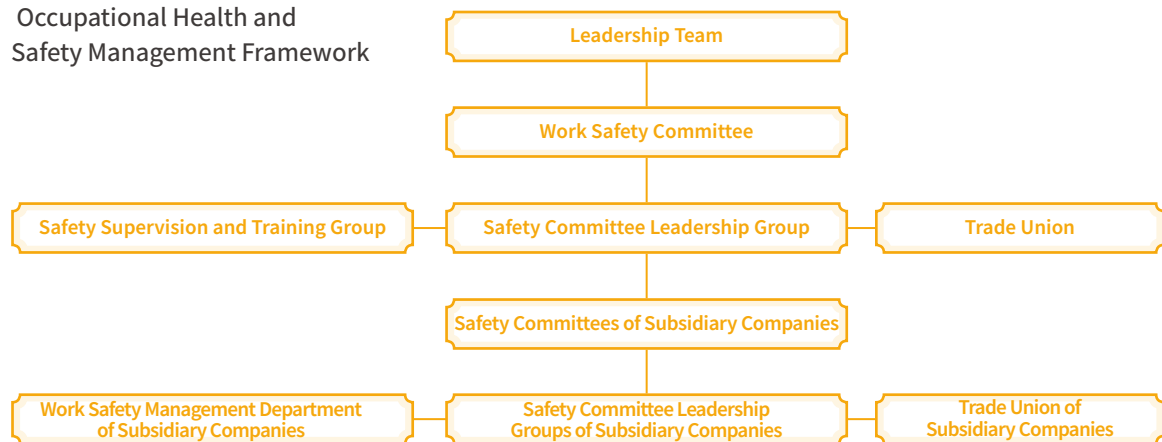 Occupational Health and
Safety Management Framework
Leadership Team
Work Safety Committee
Safety Supervision and Training Group
Safety Committee Leadership Group
Trade Union
Safety Committees of Subsidiary Companies
Work Safety Management Department
of Subsidiary Companies
Safety Committee Leadership
Groups of Subsidiary Companies
Trade Union of
Subsidiary Companies